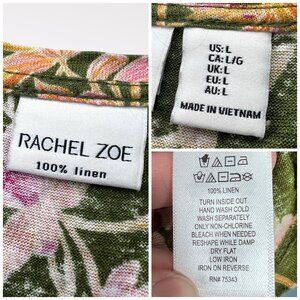 RACHEL ZOE
100% linen
US: L
CA: L/G
UK: L
EU: L
AU: L
MADE IN VIETNAM
100% LINEN
TURN INSIDE OUT
HAND WASH COLD
WASH SEPARATELY
ONLY NON-CHLORINE
BLEACH WHEN NEEDED
RESHAPE WHILE DAMP
DRY FLAT
LOW IRON
IRON ON REVERSE
RN# 75343